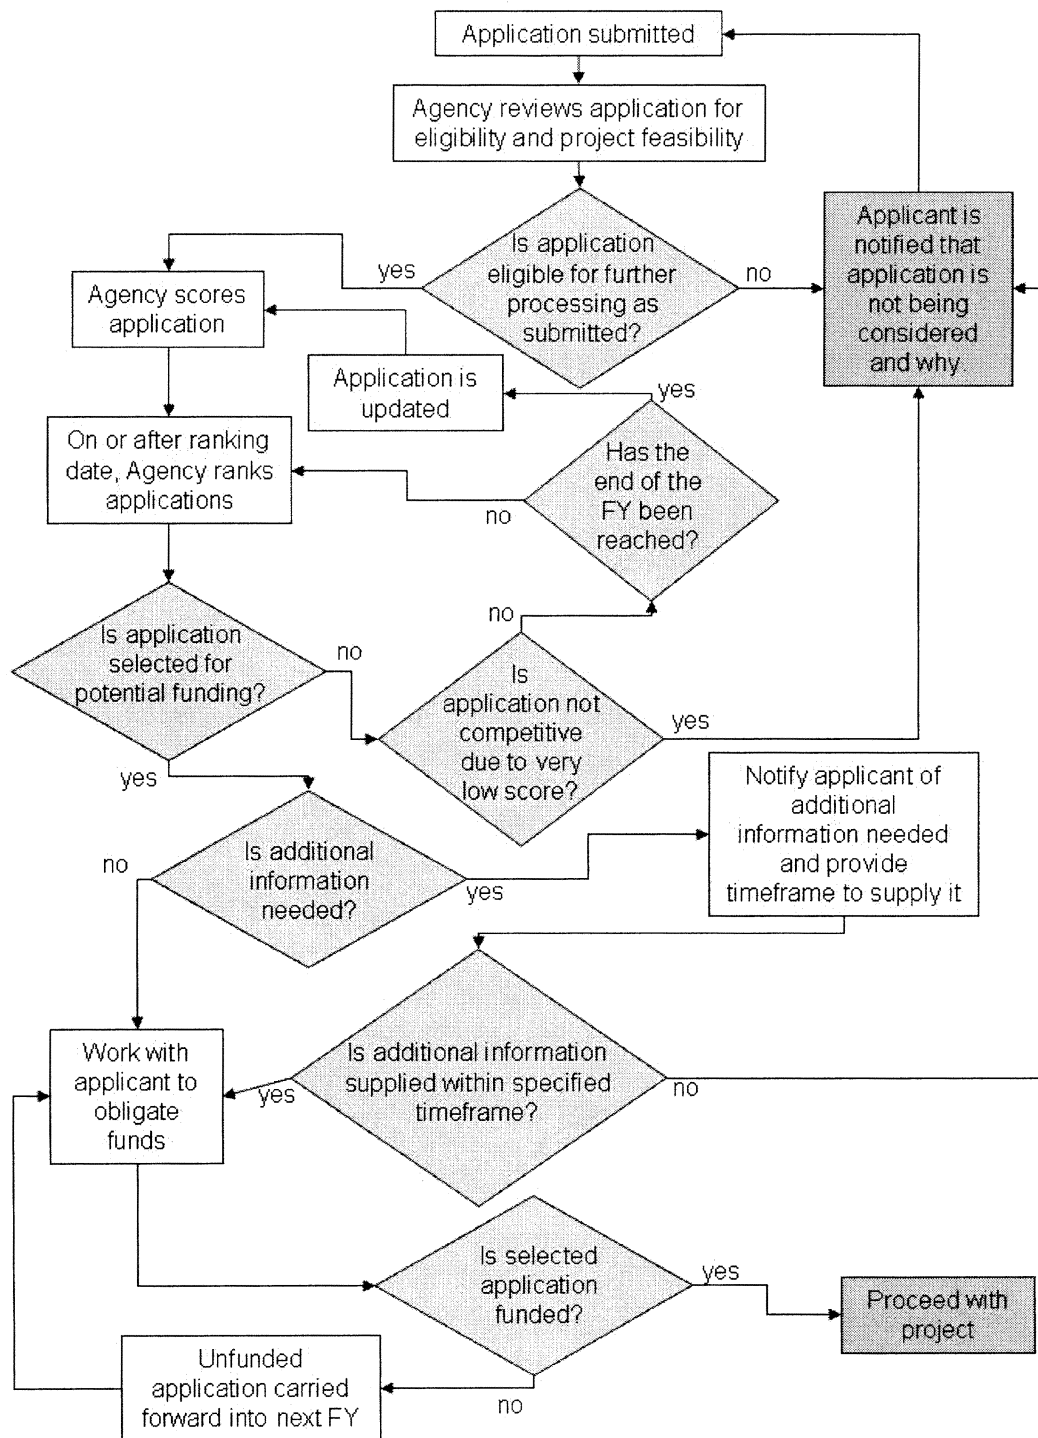 Application submitted
Agency reviews application for
eligibility and project feasibility
Is application
eligible for further
processing as
submitted?
yes
no
Applicant is
notified that
application is
not being
considered
and why.
Agency scores
application
Application is
updated
yes
Has the
end of the
FY been
reached?
no
On or after ranking
date, Agency ranks
applications
Is application
selected for
potential funding?
no
yes
no
Is
application not
competitive
due to very
low score?
yes
Notify applicant of
additional
information needed
and provide
timeframe to supply it
Is additional
information
needed?
no
yes
Is additional information
supplied within specified
timeframe?
yes
no
Work with
applicant to
obligate
funds
Is selected
application
funded?
yes
no
Proceed with
project
Unfunded
application carried
forward into next FY